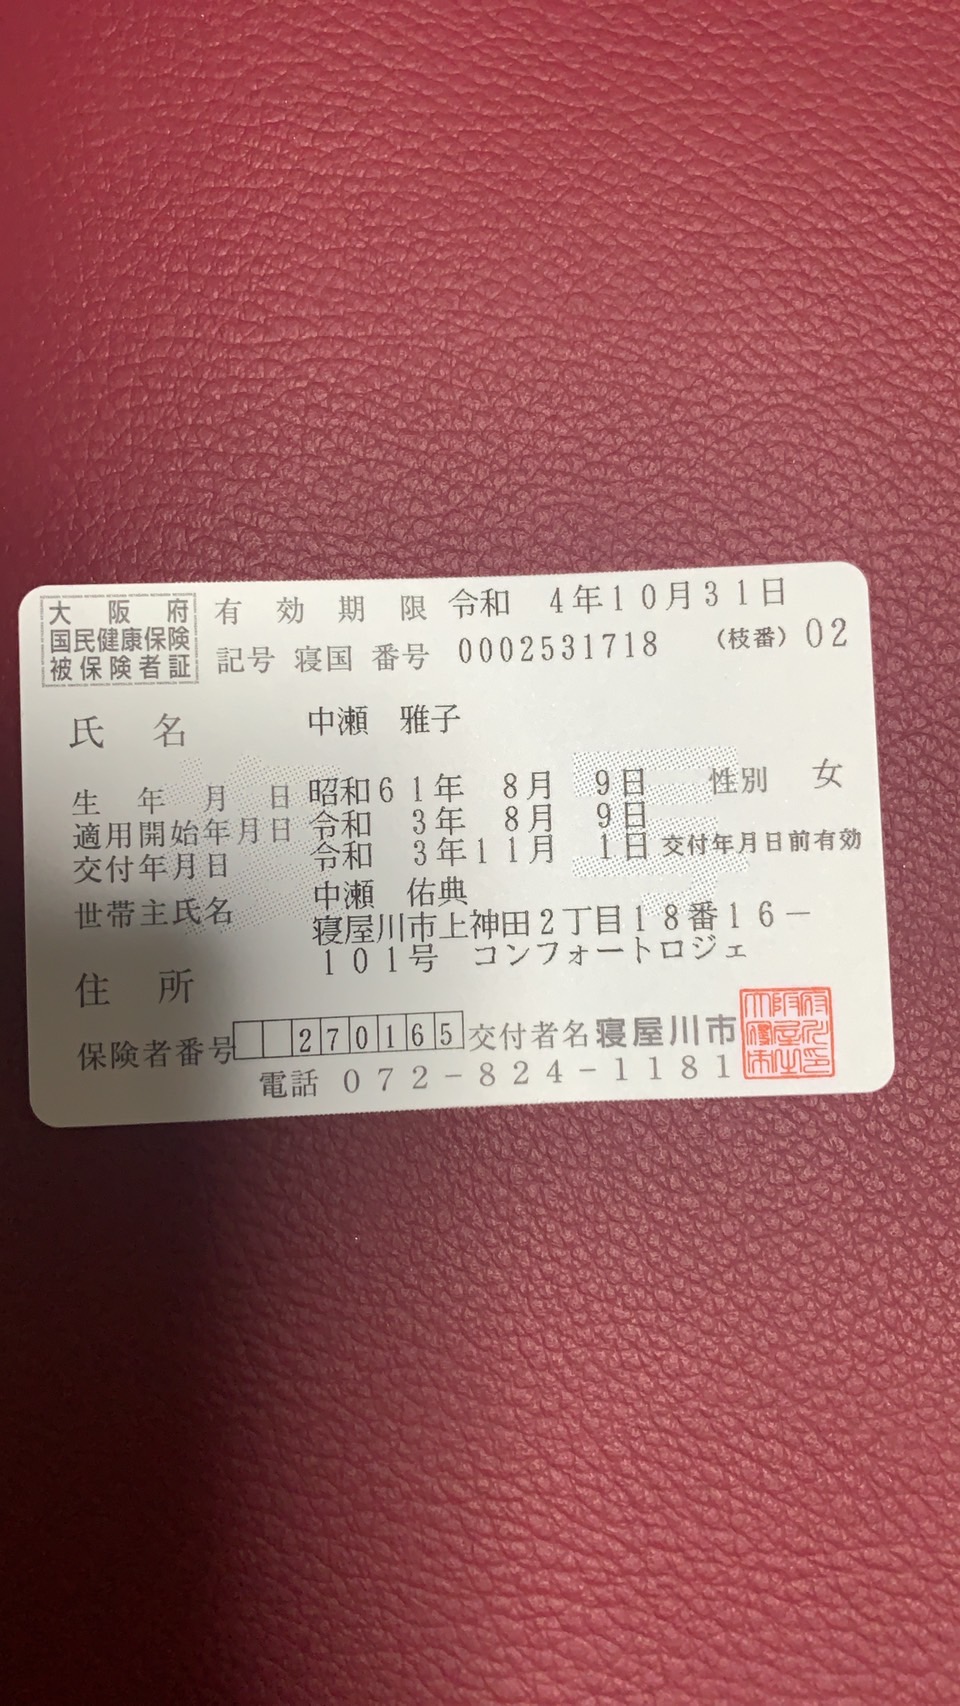 大阪府
国民健康保険
被保険者証
有効期限 令和 4年10月31日
記号 寝国 番号 0002531718 (枝番) 02
氏名 中瀬 雅子
生年月日 昭和61年 8月 9日 性別 女
適用開始年月日 令和 3年 8月 9日
交付年月日 令和 3年11月 1日 交付年月日前有効
世帯主氏名 中瀬 佑典
住所 寝屋川市上神田2丁目18番16−
101号 コンフォートロジェ
保険者番号 270165 交付者名 寝屋川市
電話 072−824−1181